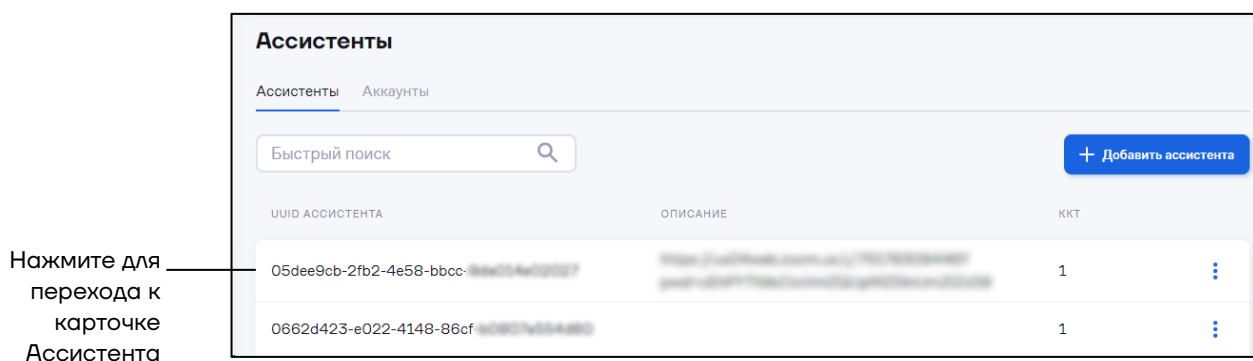 Ассистенты
Ассистенты Аккаунты
Быстрый поиск
+ Добавить ассистента
UUID АССИСТЕНТА ОПИСАНИЕ ККТ
05dee9cb-2fb2-4e58-bbcc- 1
0662d423-e022-4148-86cf- 1
Нажмите для
перехода к
карточке
Ассистента